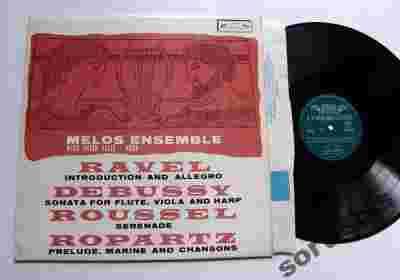 MELOS ENSEMBLE
RAVEL
INTRODUCTION AND ALLEGRO
DEBUSSY
SONATA FOR FLUTE, VIOLA AND HARP
ROUSSEL
SERENADE
ROPARTZ
PRELUDE, MARINE AND CHANSONS